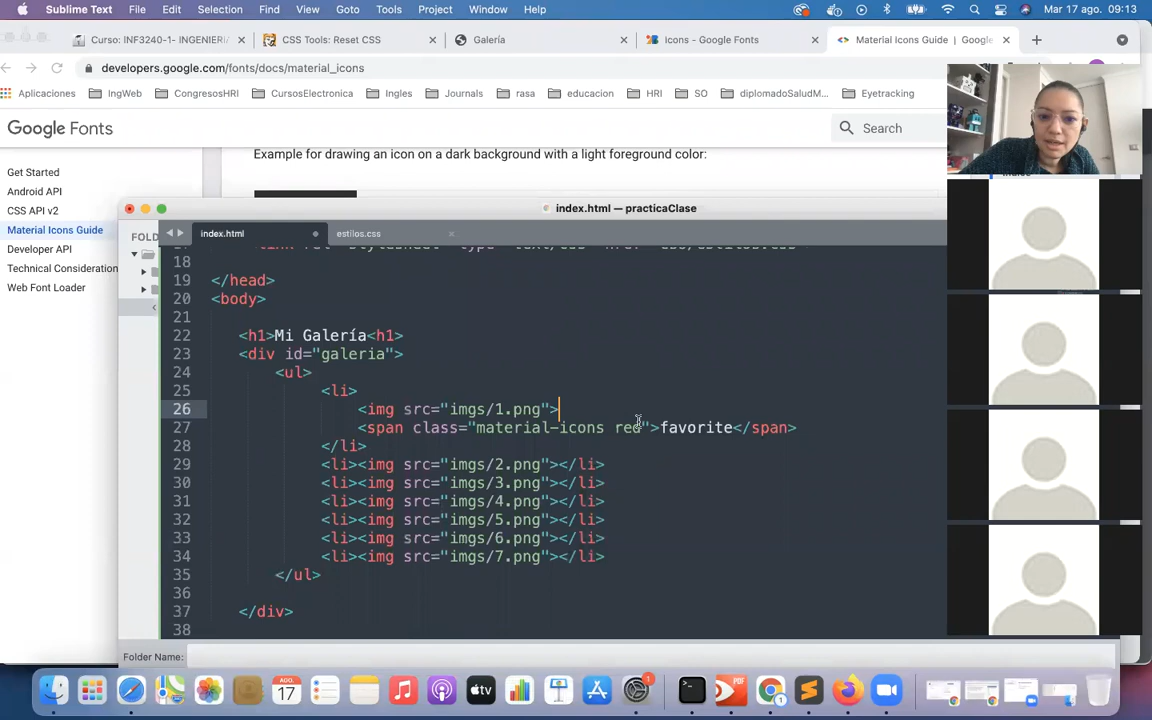 Sublime Text File Edit Selection Find View Goto Tools Project Window Help Mar 17 ago. 09:13
Curso: INF3240-1- INGENIERI CSS Tools: Reset CSS Galería Icons - Google Fonts Material Icons Guide | Google
developers.google.com/fonts/docs/material_icons
Aplicaciones IngWeb CongresosHRI CursosElectronica Ingles Journals rasa educacion HRI SO diplomadoSaludM... Eyetracking
Google Fonts Search
Example for drawing an icon on a dark background with a light foreground color:
Get Started
Android API
CSS API v2
Material Icons Guide
Developer API
Technical Consideration
Web Font Loader
index.html — practicaClase
FOLD index.html estilos.css
18
19 </head>
20 <body>
21
22 <h1>Mi Galería<h1>
23 <div id="galeria">
24 <ul>
25 <li>
26 <img src="imgs/1.png">
27 <span class="material-icons red">favorite</span>
28 </li>
29 <li><img src="imgs/2.png"></li>
30 <li><img src="imgs/3.png"></li>
31 <li><img src="imgs/4.png"></li>
32 <li><img src="imgs/5.png"></li>
33 <li><img src="imgs/6.png"></li>
34 <li><img src="imgs/7.png"></li>
35 </ul>
36
37 </div>
38
Folder Name:
AGO.
17
tv
1
PDF
1